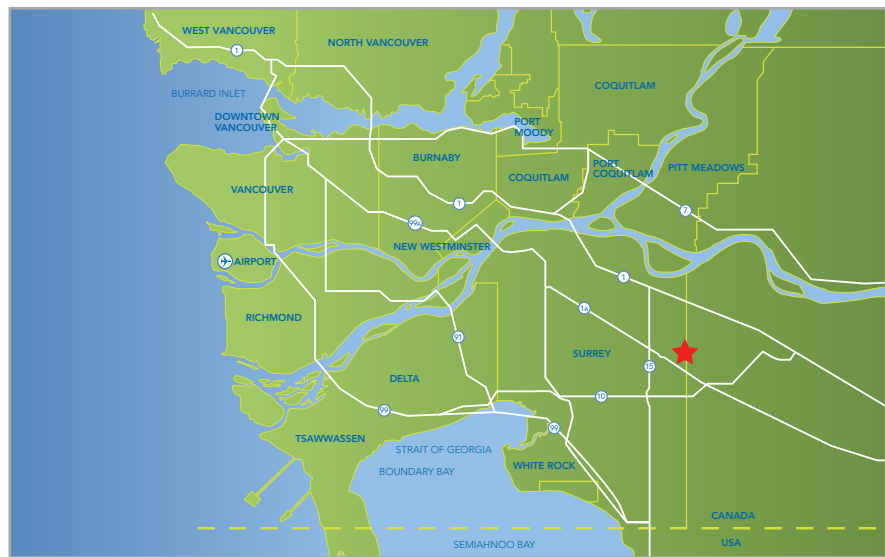 WEST VANCOUVER
NORTH VANCOUVER
1
COQUITLAM
BURRARD INLET
DOWNTOWN
VANCOUVER
PORT
MOODY
BURNABY
PORT
COQUITLAM
PITT MEADOWS
COQUITLAM
VANCOUVER
1
7
99A
NEW WESTMINSTER
AIRPORT
1
1A
RICHMOND
91
SURREY
15
DELTA
10
99
99
TSAWWASSEN
STRAIT OF GEORGIA
WHITE ROCK
BOUNDARY BAY
CANADA
SEMIAHNOO BAY
USA